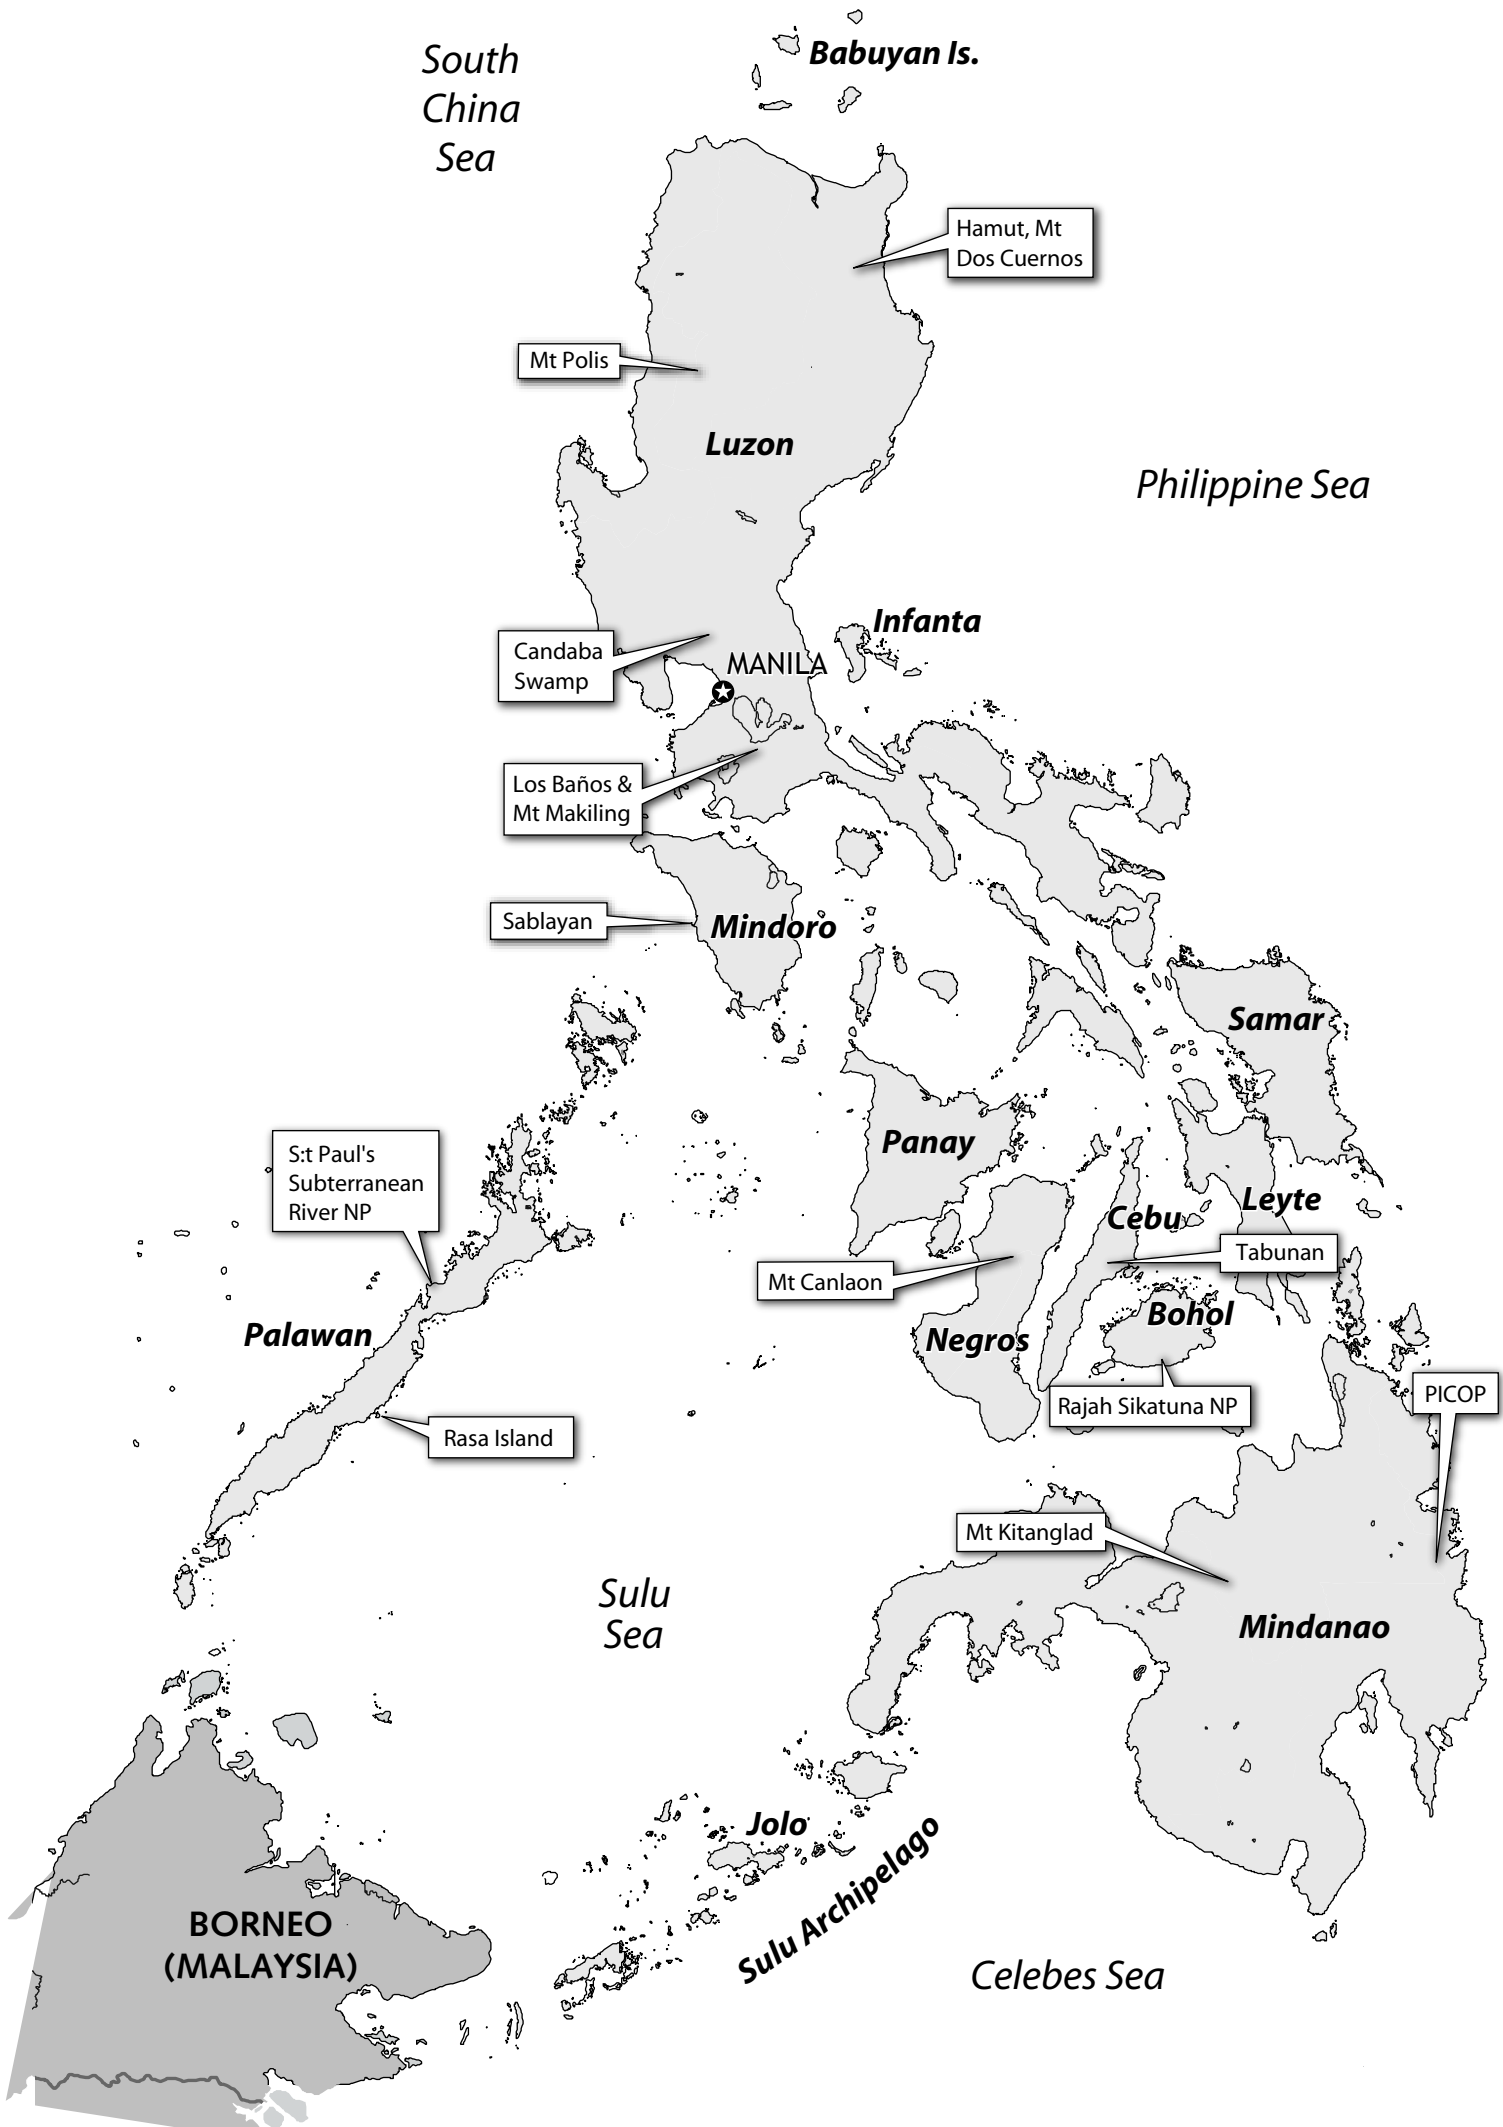 South
China
Sea
Babuyan Is.
Hamut, Mt
Dos Cuernos
Mt Polis
Luzon
Philippine Sea
Infanta
Candaba
Swamp
MANILA
Los Baños &
Mt Makiling
Sablayan
Mindoro
Samar
S:t Paul's
Subterranean
River NP
Panay
Leyte
Cebu
Tabunan
Mt Canlaon
Bohol
Palawan
Negros
PICOP
Rajah Sikatuna NP
Rasa Island
Mt Kitanglad
Sulu
Sea
Mindanao
Jolo
Sulu Archipelago
BORNEO
(MALAYSIA)
Celebes Sea